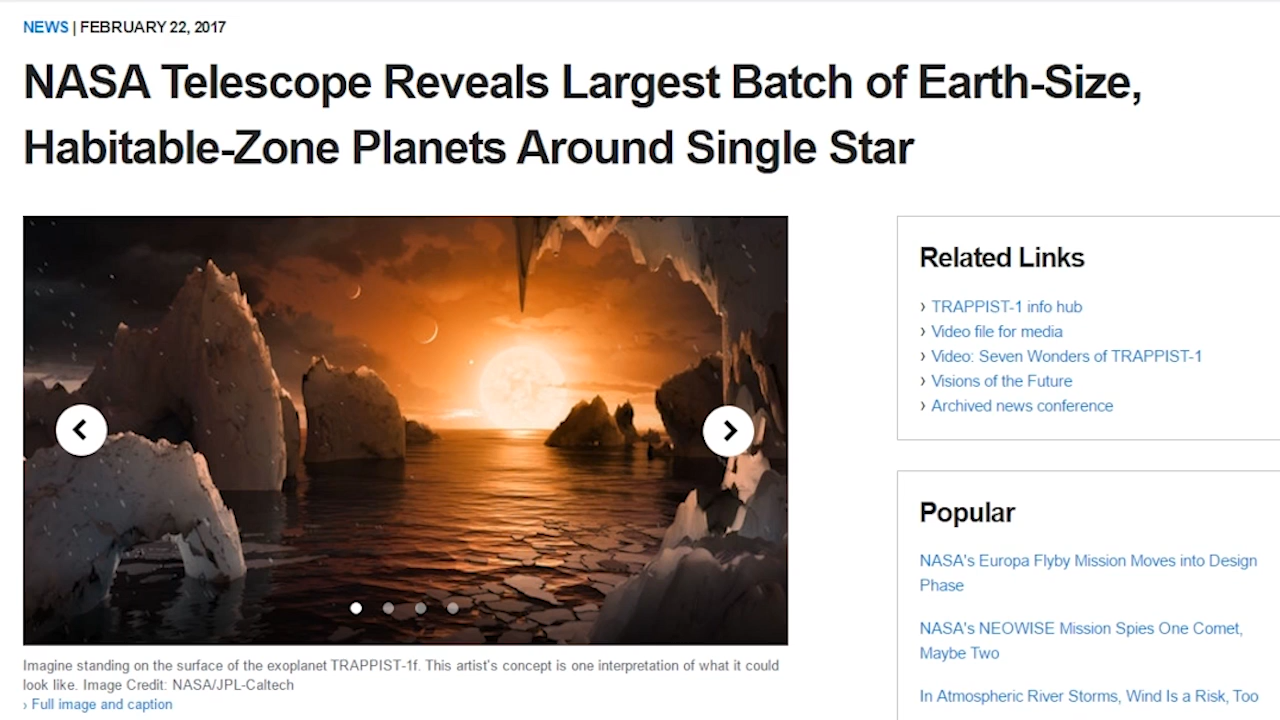 NEWS | FEBRUARY 22, 2017
NASA Telescope Reveals Largest Batch of Earth-Size,
Habitable-Zone Planets Around Single Star
Imagine standing on the surface of the exoplanet TRAPPIST-1f. This artist's concept is one interpretation of what it could
look like. Image Credit: NASA/JPL-Caltech
› Full image and caption
Related Links
› TRAPPIST-1 info hub
› Video file for media
› Video: Seven Wonders of TRAPPIST-1
› Visions of the Future
› Archived news conference
Popular
NASA's Europa Flyby Mission Moves into Design
Phase
NASA's NEOWISE Mission Spies One Comet,
Maybe Two
In Atmospheric River Storms, Wind Is a Risk, Too